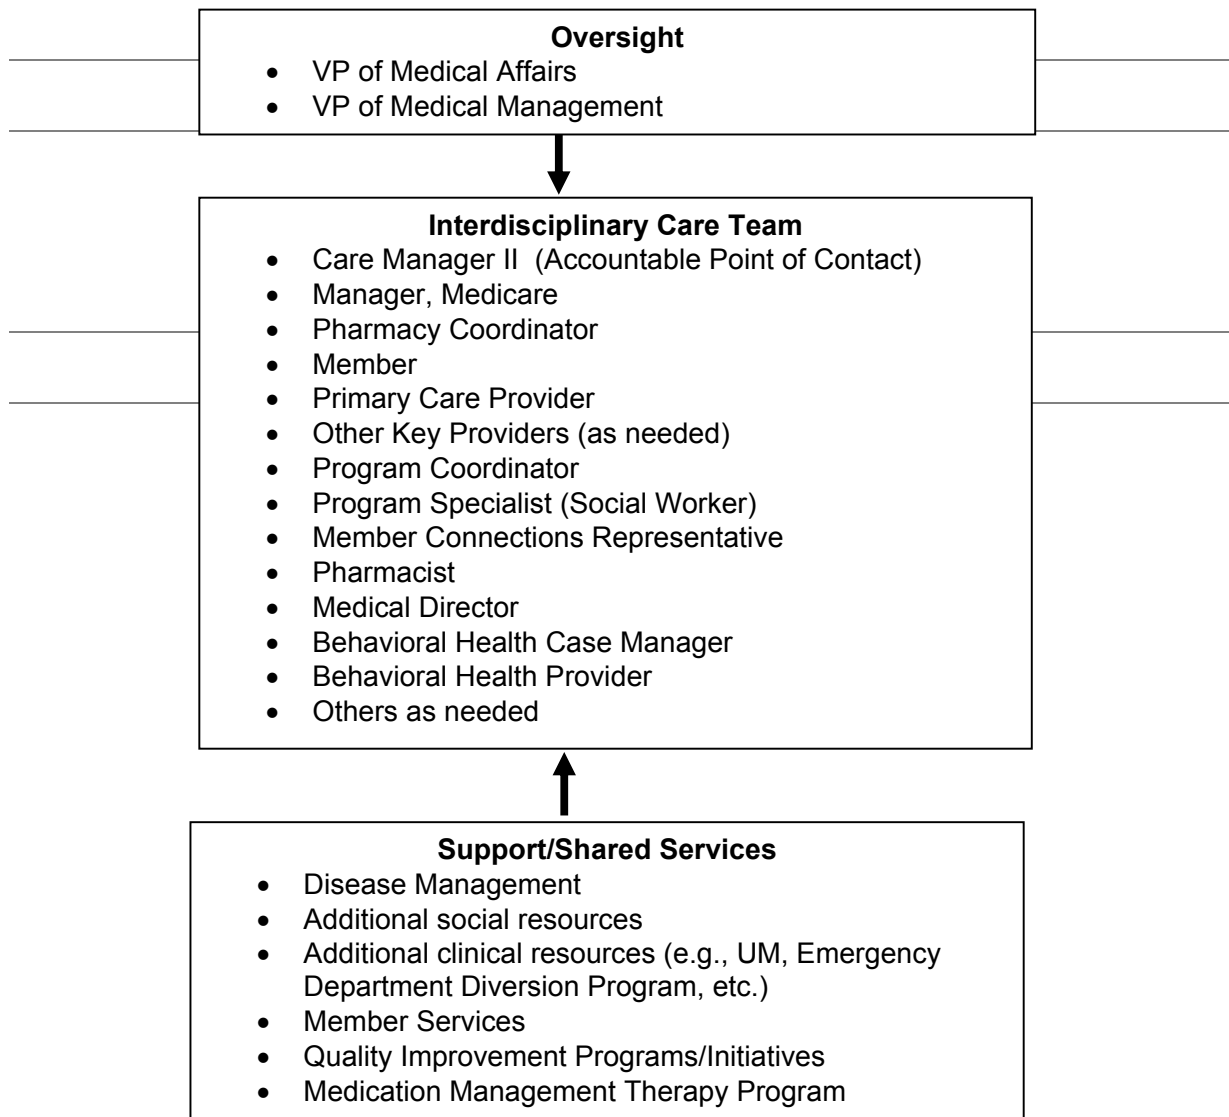 Oversight
• VP of Medical Affairs
• VP of Medical Management
Interdisciplinary Care Team
• Care Manager II  (Accountable Point of Contact)
• Manager, Medicare
• Pharmacy Coordinator
• Member
• Primary Care Provider
• Other Key Providers (as needed)
• Program Coordinator
• Program Specialist (Social Worker)
• Member Connections Representative
• Pharmacist
• Medical Director
• Behavioral Health Case Manager
• Behavioral Health Provider
• Others as needed
Support/Shared Services
• Disease Management
• Additional social resources
• Additional clinical resources (e.g., UM, Emergency
Department Diversion Program, etc.)
• Member Services
• Quality Improvement Programs/Initiatives
• Medication Management Therapy Program